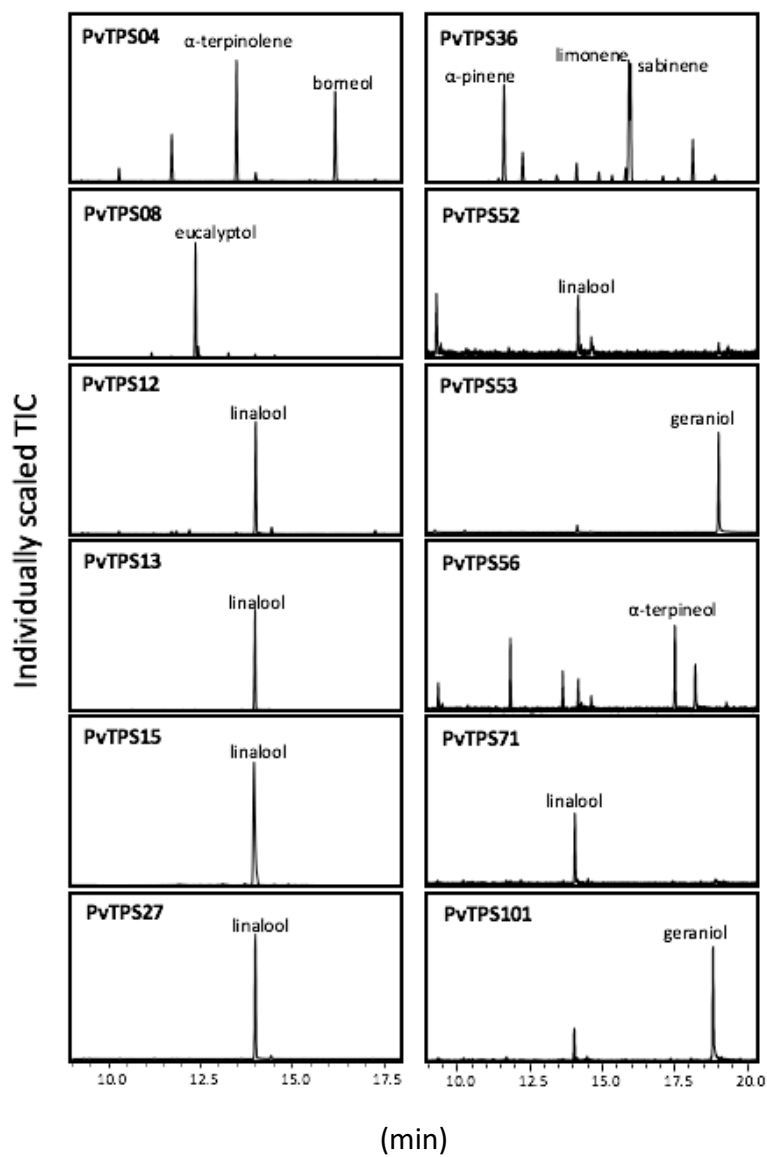 PvTPS04
α-terpinolene
borneol
PvTPS08
eucalyptol
PvTPS12
linalool
PvTPS13
linalool
PvTPS15
linalool
PvTPS27
linalool
10.0 12.5 15.0 17.5
PvTPS36
limonene
sabinene
α-pinene
PvTPS52
linalool
PvTPS53
geraniol
PvTPS56
α-terpineol
PvTPS71
linalool
PvTPS101
geraniol
10.0 12.5 15.0 17.5 20.0
Individually scaled TIC
(min)